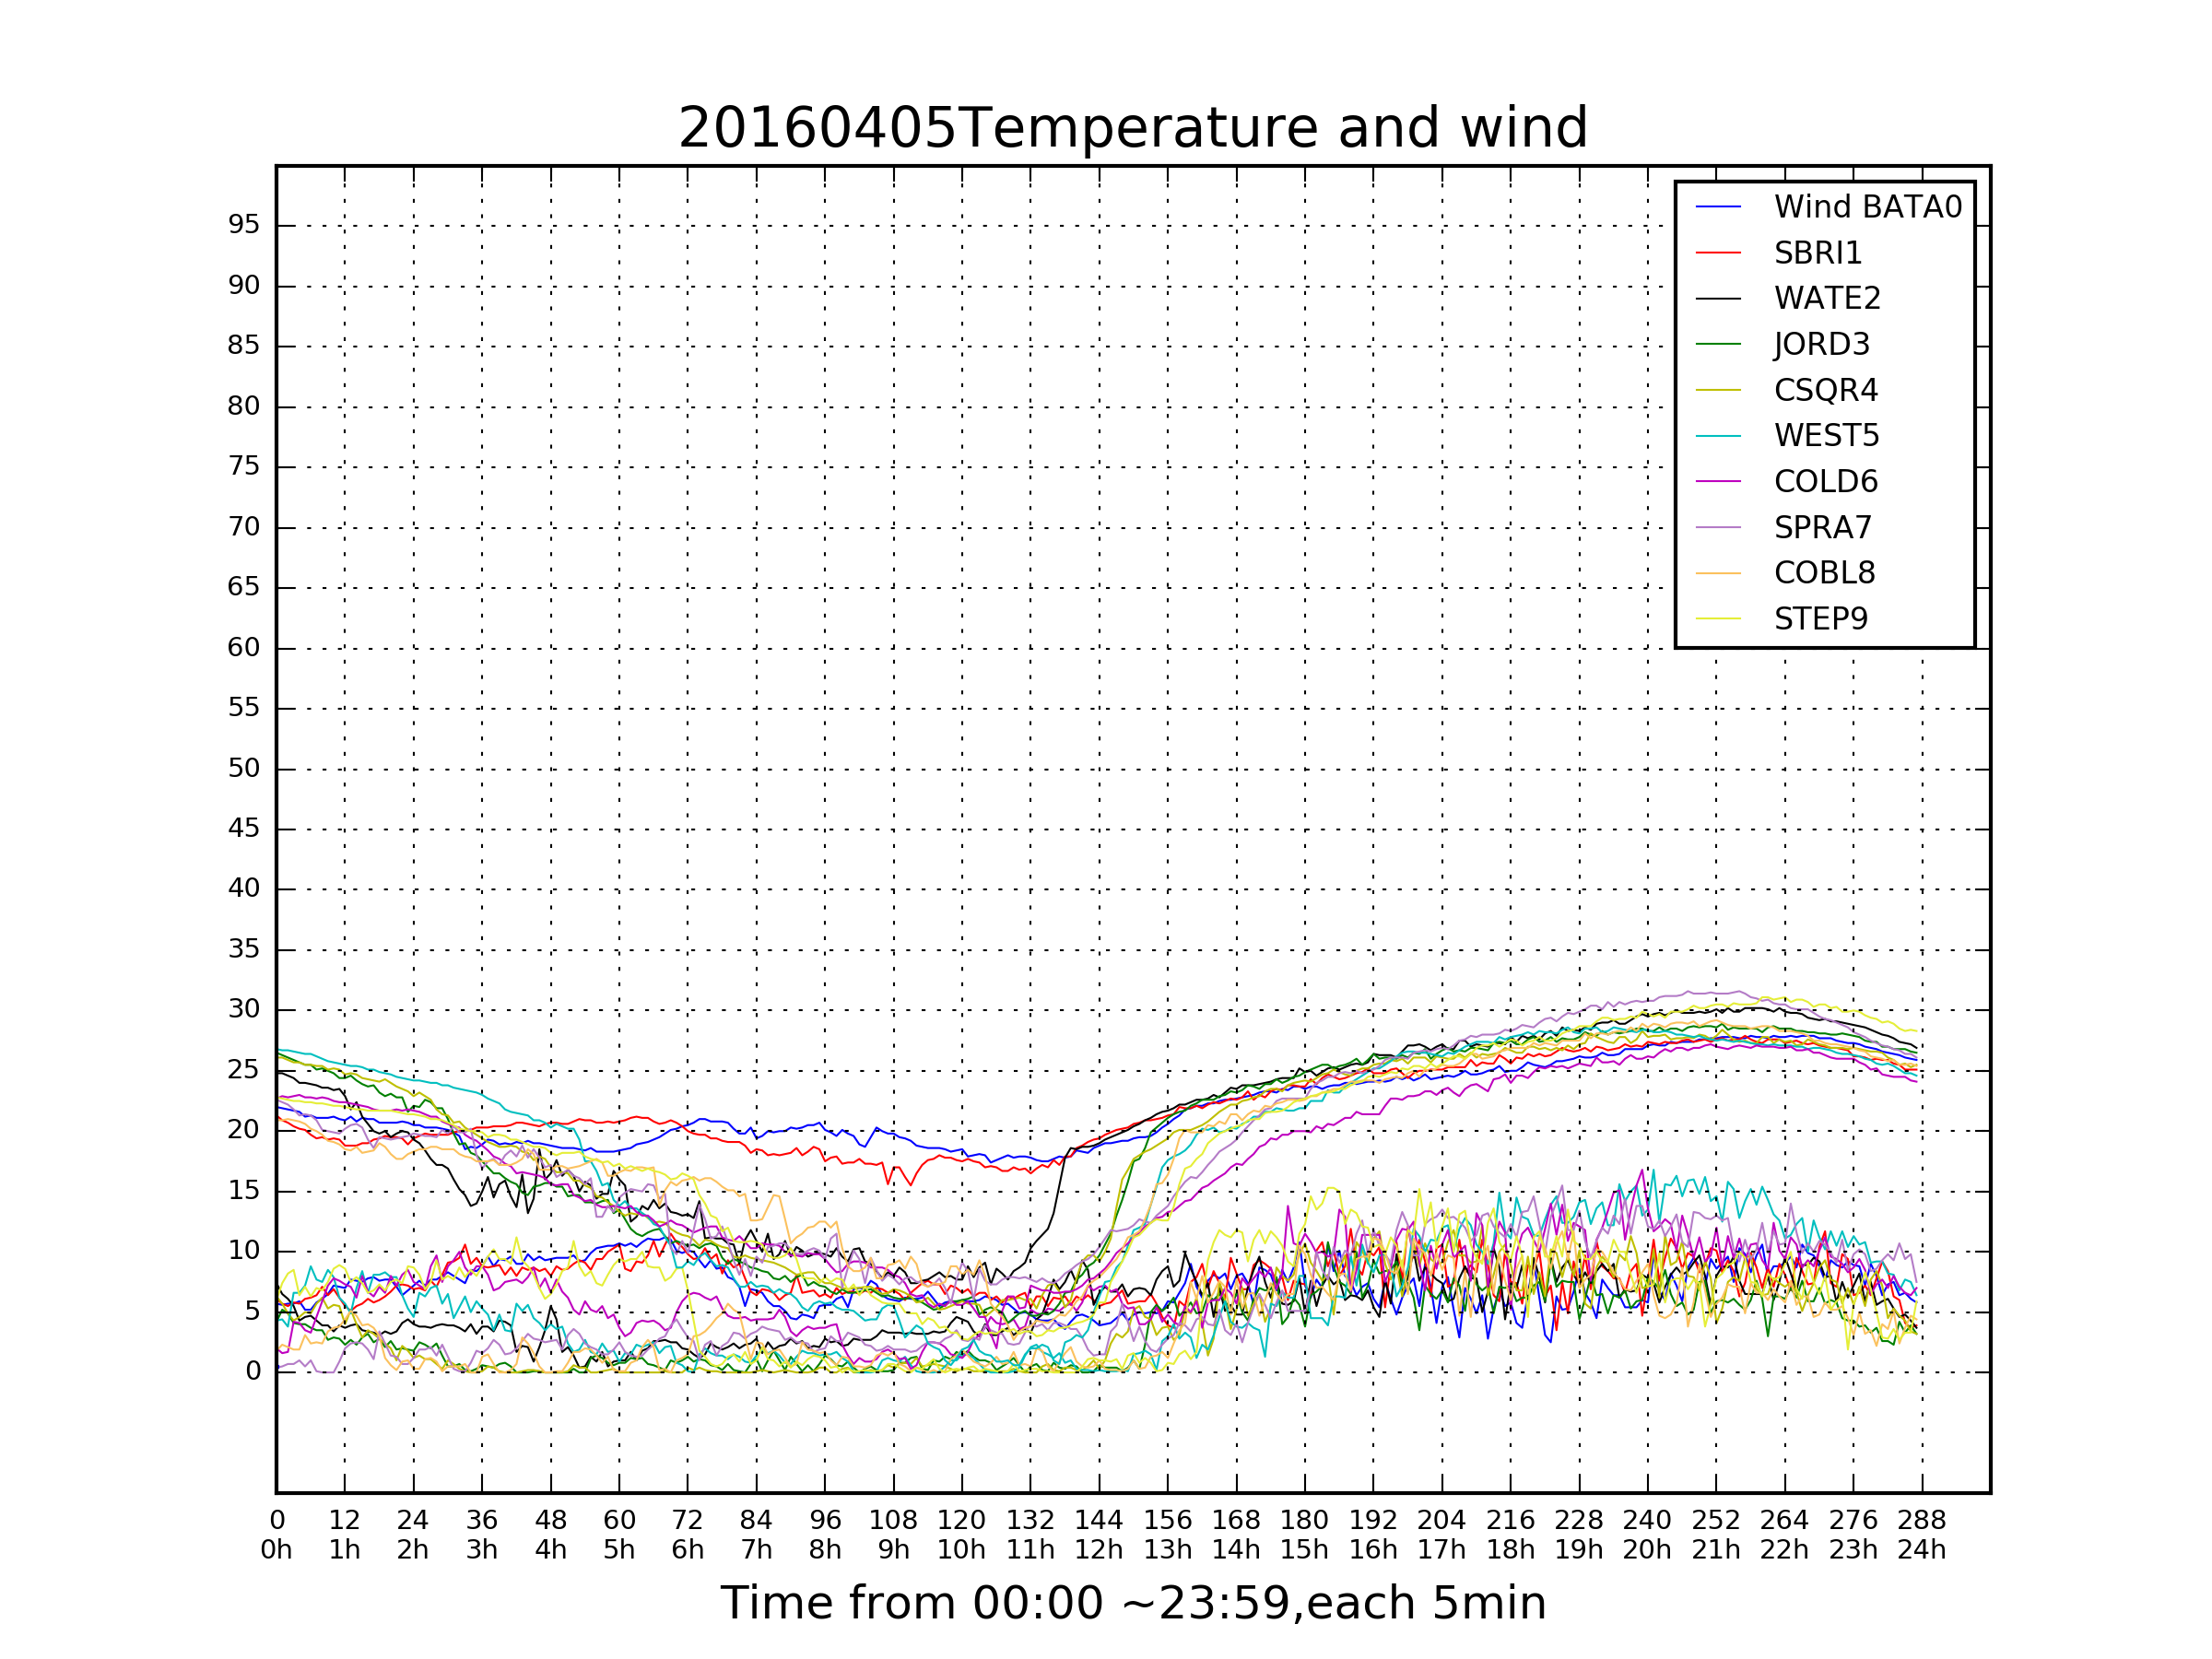 20160405Temperature and wind
Wind BATA0
SBRI1
WATE2
JORD3
CSQR4
WEST5
COLD6
SPRA7
COBL8
STEP9
95
90
85
80
75
70
65
60
55
50
45
40
35
30
25
20
15
10
5
0
0 12 24 36 48 60 72 84 96 108 120 132 144 156 168 180 192 204 216 228 240 252 264 276 288
0h 1h 2h 3h 4h 5h 6h 7h 8h 9h 10h 11h 12h 13h 14h 15h 16h 17h 18h 19h 20h 21h 22h 23h 24h
Time from 00:00 ~23:59,each 5min